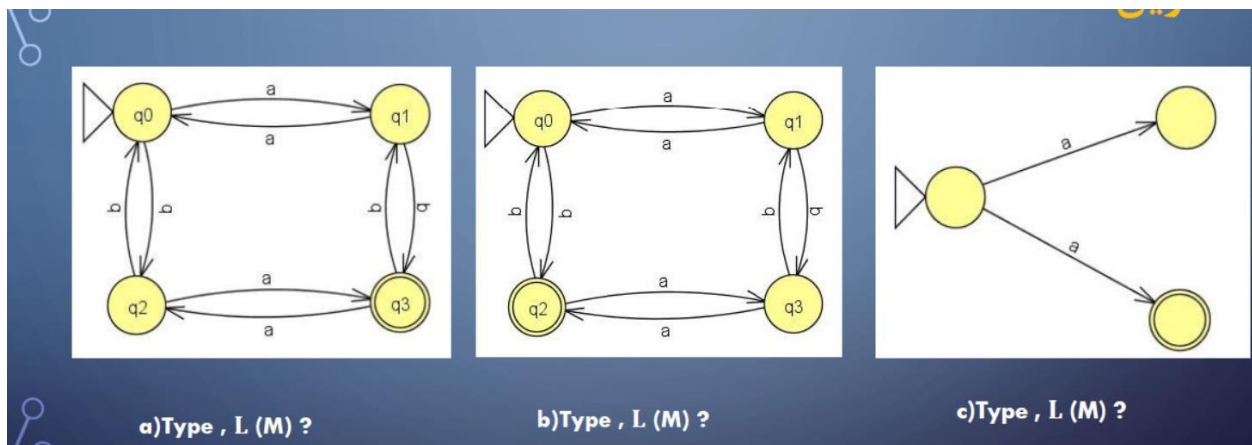 q0 a q1 a b b b b q2 a q3 a
q0 a q1 a b b b b q2 a q3 a
a a
a)Type , L (M) ?
b)Type , L (M) ?
c)Type , L (M) ?